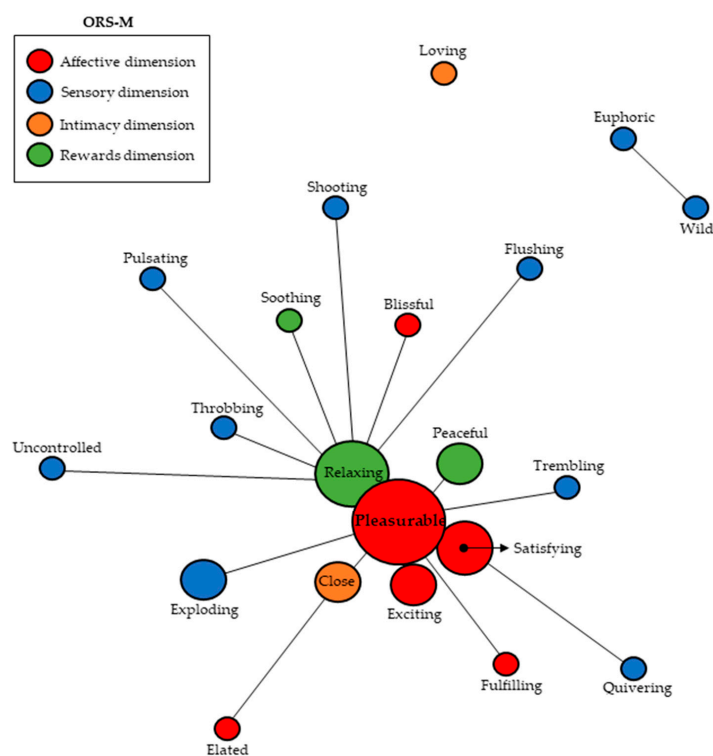 ORS-M
Affective dimension
Sensory dimension
Intimacy dimension
Rewards dimension
Loving
Euphoric
Wild
Shooting
Pulsating
Flushing
Soothing
Blissful
Throbbing
Peaceful
Uncontrolled
Relaxing
Trembling
Pleasurable
Satisfying
Close
Exploding
Exciting
Fulfilling
Quivering
Elated